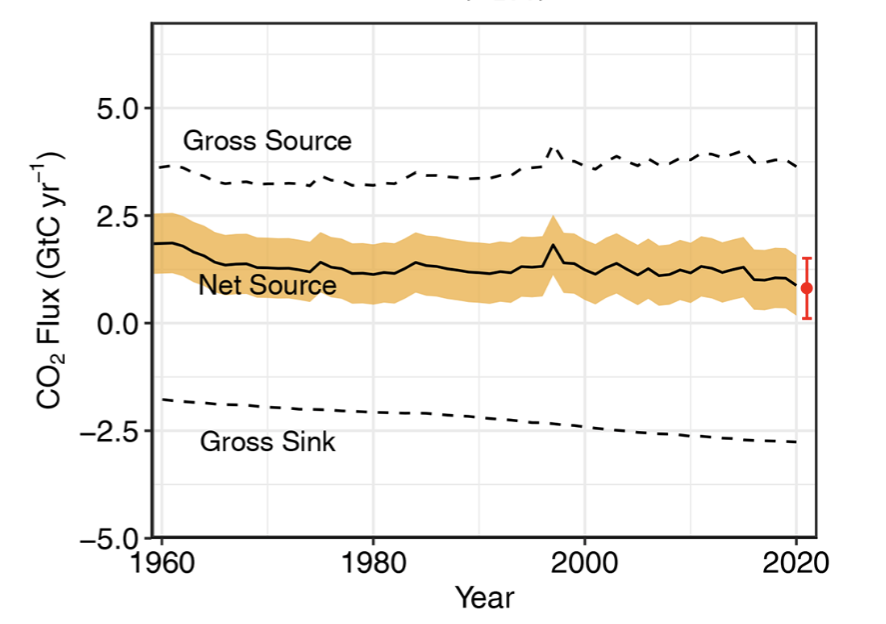 5.0
Gross Source
2.5
Net Source
0.0
−2.5
Gross Sink
−5.0
CO₂ Flux (GtC yr⁻¹)
1960 1980 2000 2020
Year